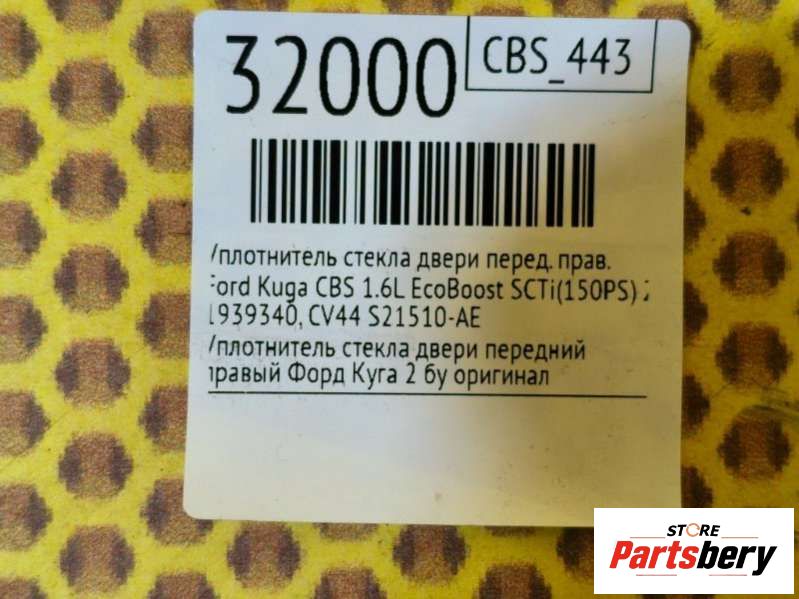 32000
CBS_443
Уплотнитель стекла двери перед. прав.
Ford Kuga CBS 1.6L EcoBoost SCTi(150PS) 2
1939340, CV44 S21510-AE
Уплотнитель стекла двери передний
правый Форд Куга 2 бу оригинал
STORE
Partsbery